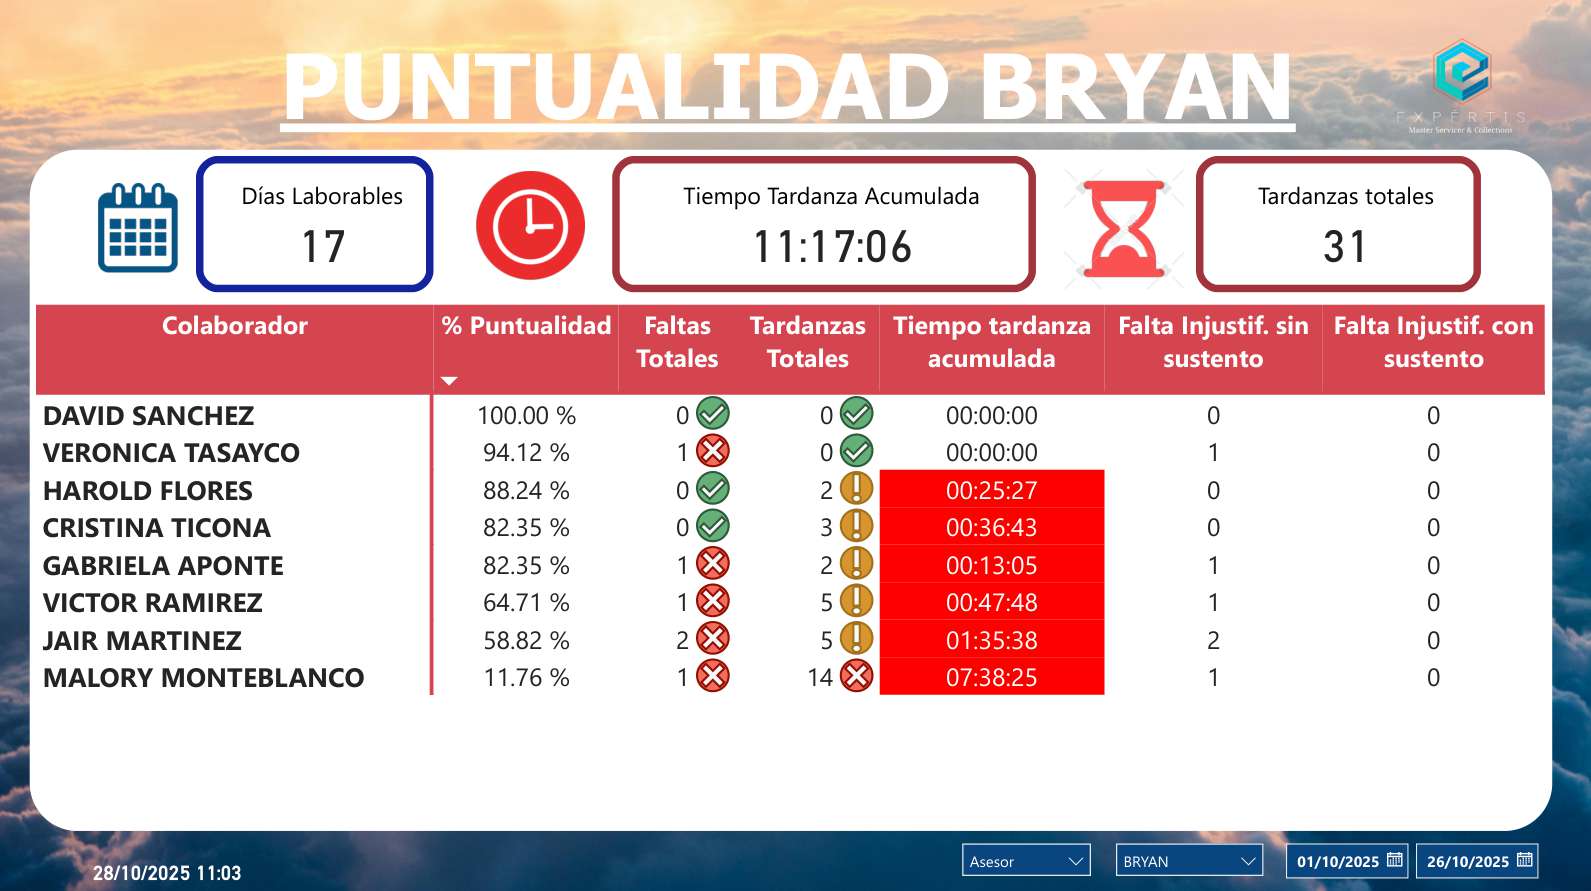 PUNTUALIDAD BRYAN
EXPERTIS
Master Servicer & Collections
Días Laborables
17
Tiempo Tardanza Acumulada
11:17:06
Tardanzas totales
31
Colaborador % Puntualidad Faltas Totales Tardanzas Totales Tiempo tardanza acumulada Falta Injustif. sin sustento Falta Injustif. con sustento
DAVID SANCHEZ 100.00 % 0 0 00:00:00 0 0
VERONICA TASAYCO 94.12 % 1 0 00:00:00 1 0
HAROLD FLORES 88.24 % 0 2 00:25:27 0 0
CRISTINA TICONA 82.35 % 0 3 00:36:43 0 0
GABRIELA APONTE 82.35 % 1 2 00:13:05 1 0
VICTOR RAMIREZ 64.71 % 1 5 00:47:48 1 0
JAIR MARTINEZ 58.82 % 2 5 01:35:38 2 0
MALORY MONTEBLANCO 11.76 % 1 14 07:38:25 1 0
28/10/2025 11:03
Asesor
BRYAN
01/10/2025
26/10/2025